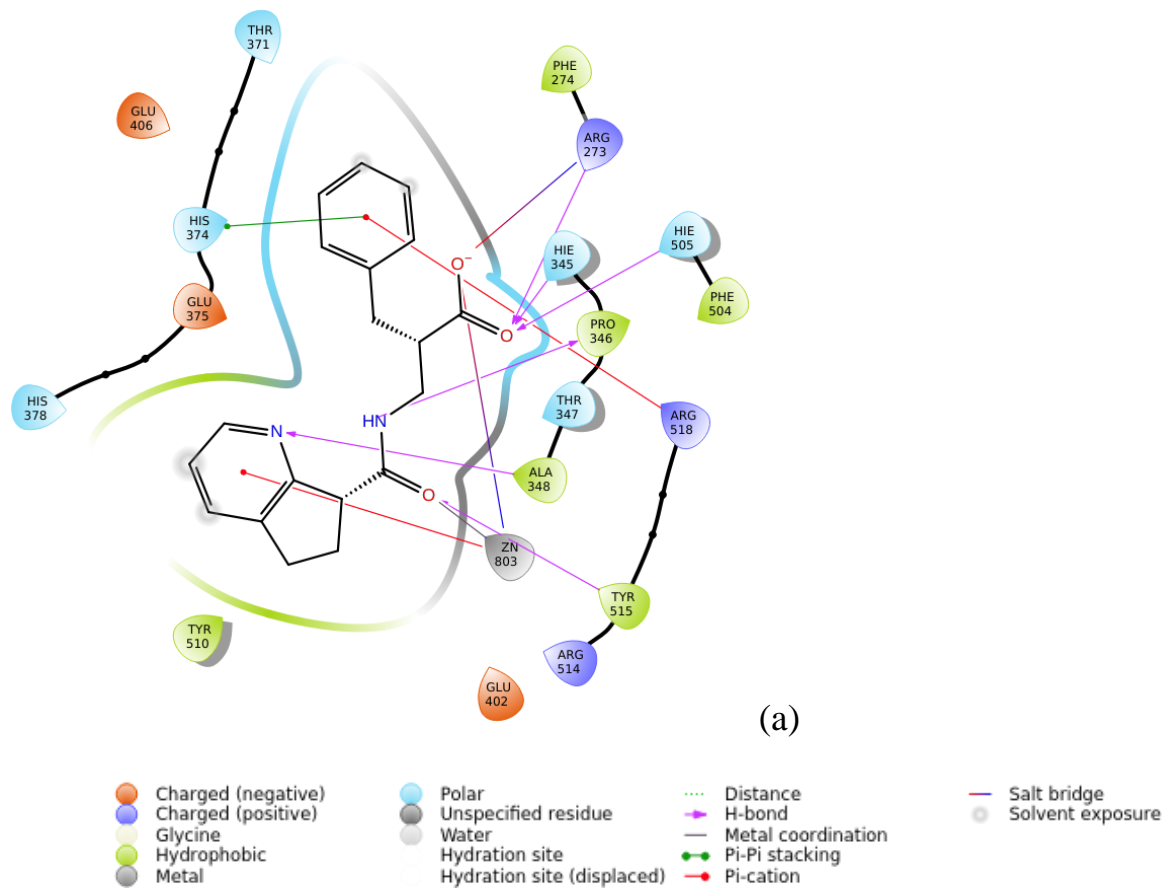 THR
371
PHE
274
GLU
406
ARG
273
HIS
374
HIE
505
HIE
345
O⁻
GLU
375
PHE
504
PRO
346
O
HIS
378
THR
347
ARG
518
HN
N
ALA
348
O
ZN
803
TYR
515
TYR
510
ARG
514
GLU
402
(a)
Charged (negative)
Charged (positive)
Glycine
Hydrophobic
Metal
Polar
Unspecified residue
Water
Hydration site
Hydration site (displaced)
Distance
H-bond
Metal coordination
Pi-Pi stacking
Pi-cation
Salt bridge
Solvent exposure